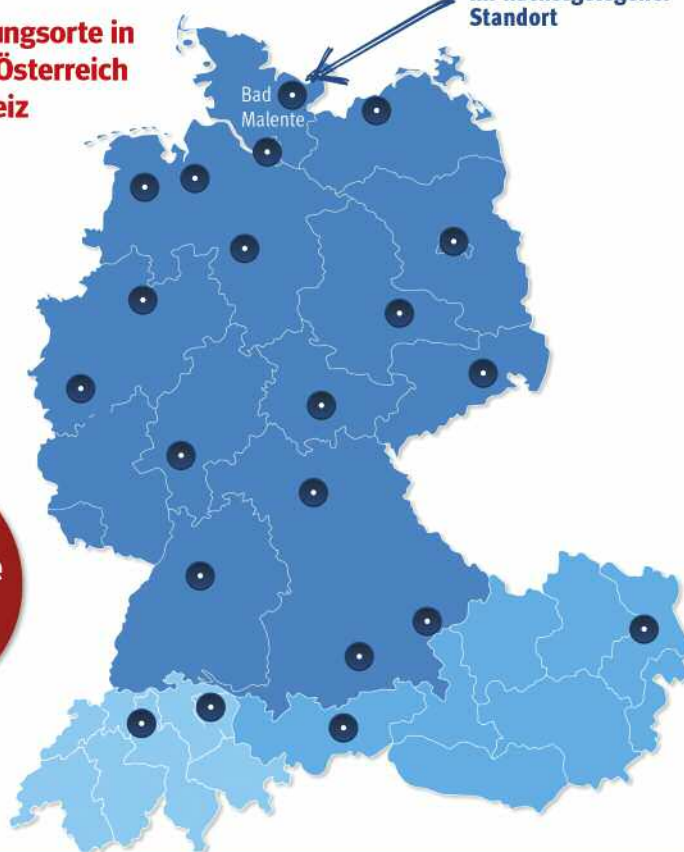 Standort
ungsorte in
Österreich
eiz
Bad
Malente
e